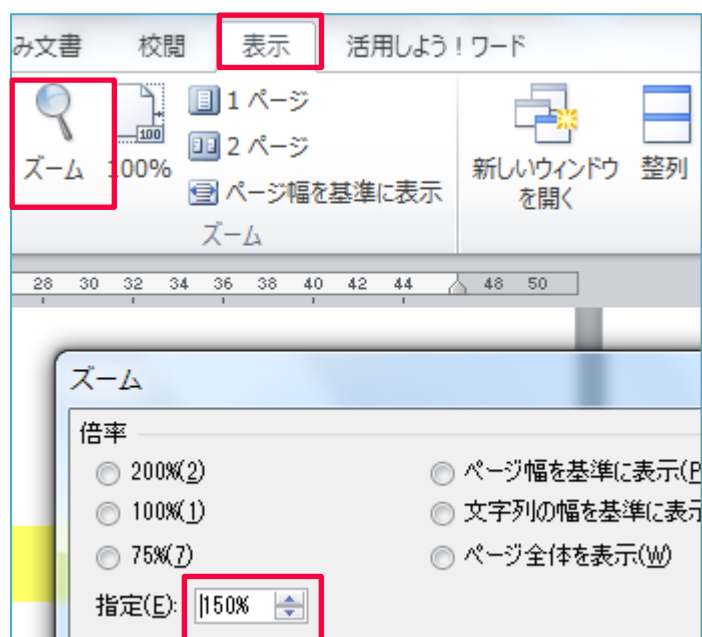 み文書 校閲 表示 活用しよう！ワード
ズーム
100
100%
1 ページ
2 ページ
ページ幅を基準に表示
新しいウィンドウ
を開く
整列
ズーム
28 30 32 34 36 38 40 42 44 48 50
ズーム
倍率
200%(2) ページ幅を基準に表示(P
100%(1) 文字列の幅を基準に表示
75%(7) ページ全体を表示(W)
指定(E): 150%